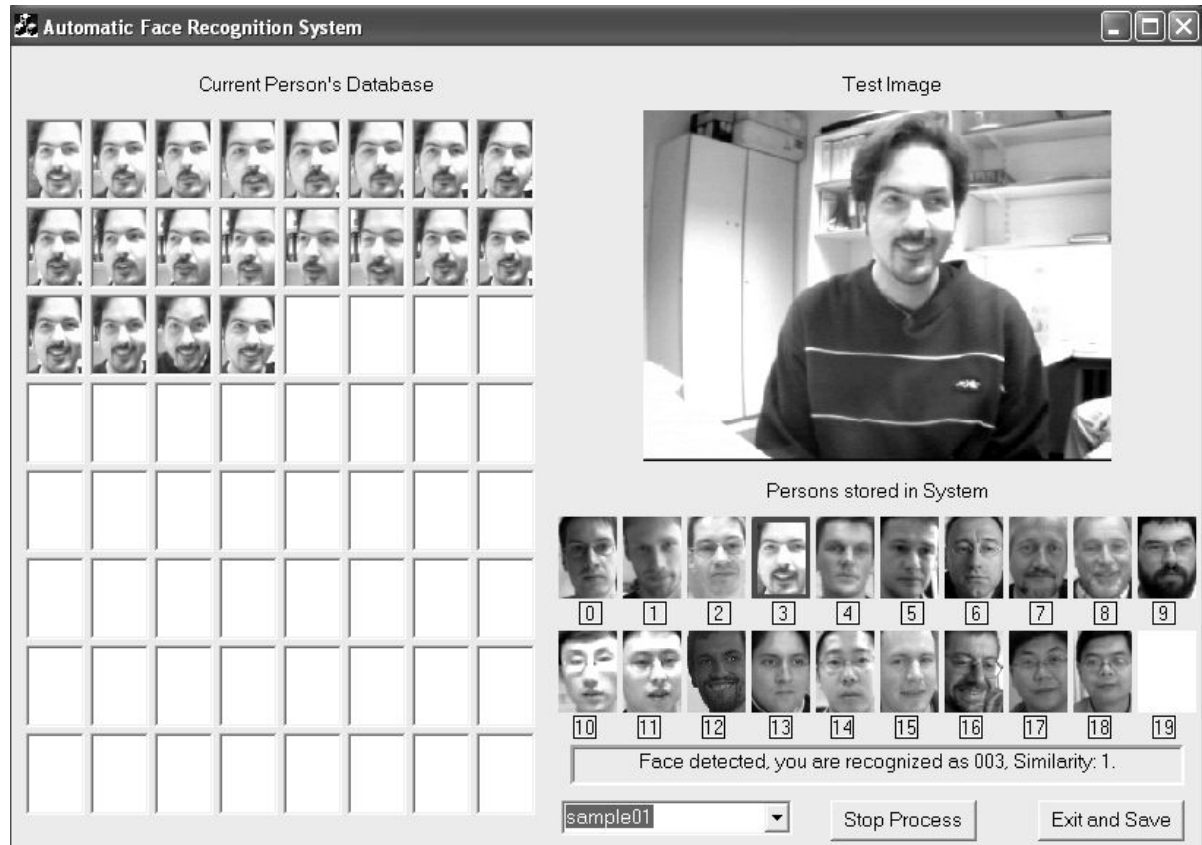 Automatic Face Recognition System
Current Person's Database
Test Image
Persons stored in System
0 1 2 3 4 5 6 7 8 9
10 11 12 13 14 15 16 17 18 19
Face detected, you are recognized as 003, Similarity: 1.
sample01
Stop Process
Exit and Save